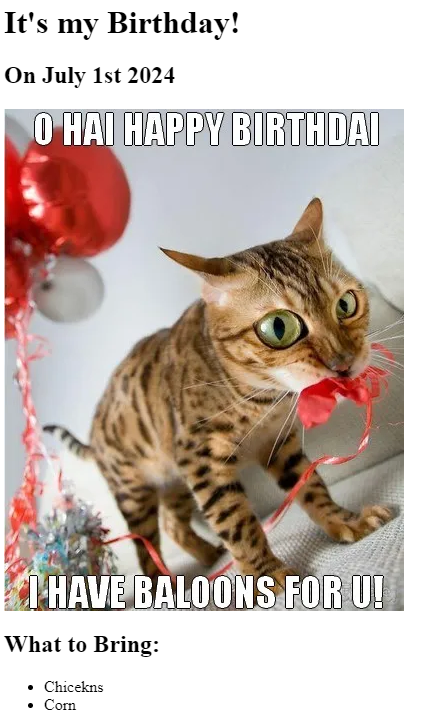 It's my Birthday!
On July 1st 2024
O HAI HAPPY BIRTHDAI
I HAVE BALOONS FOR U!
What to Bring:
Chicekns
Corn